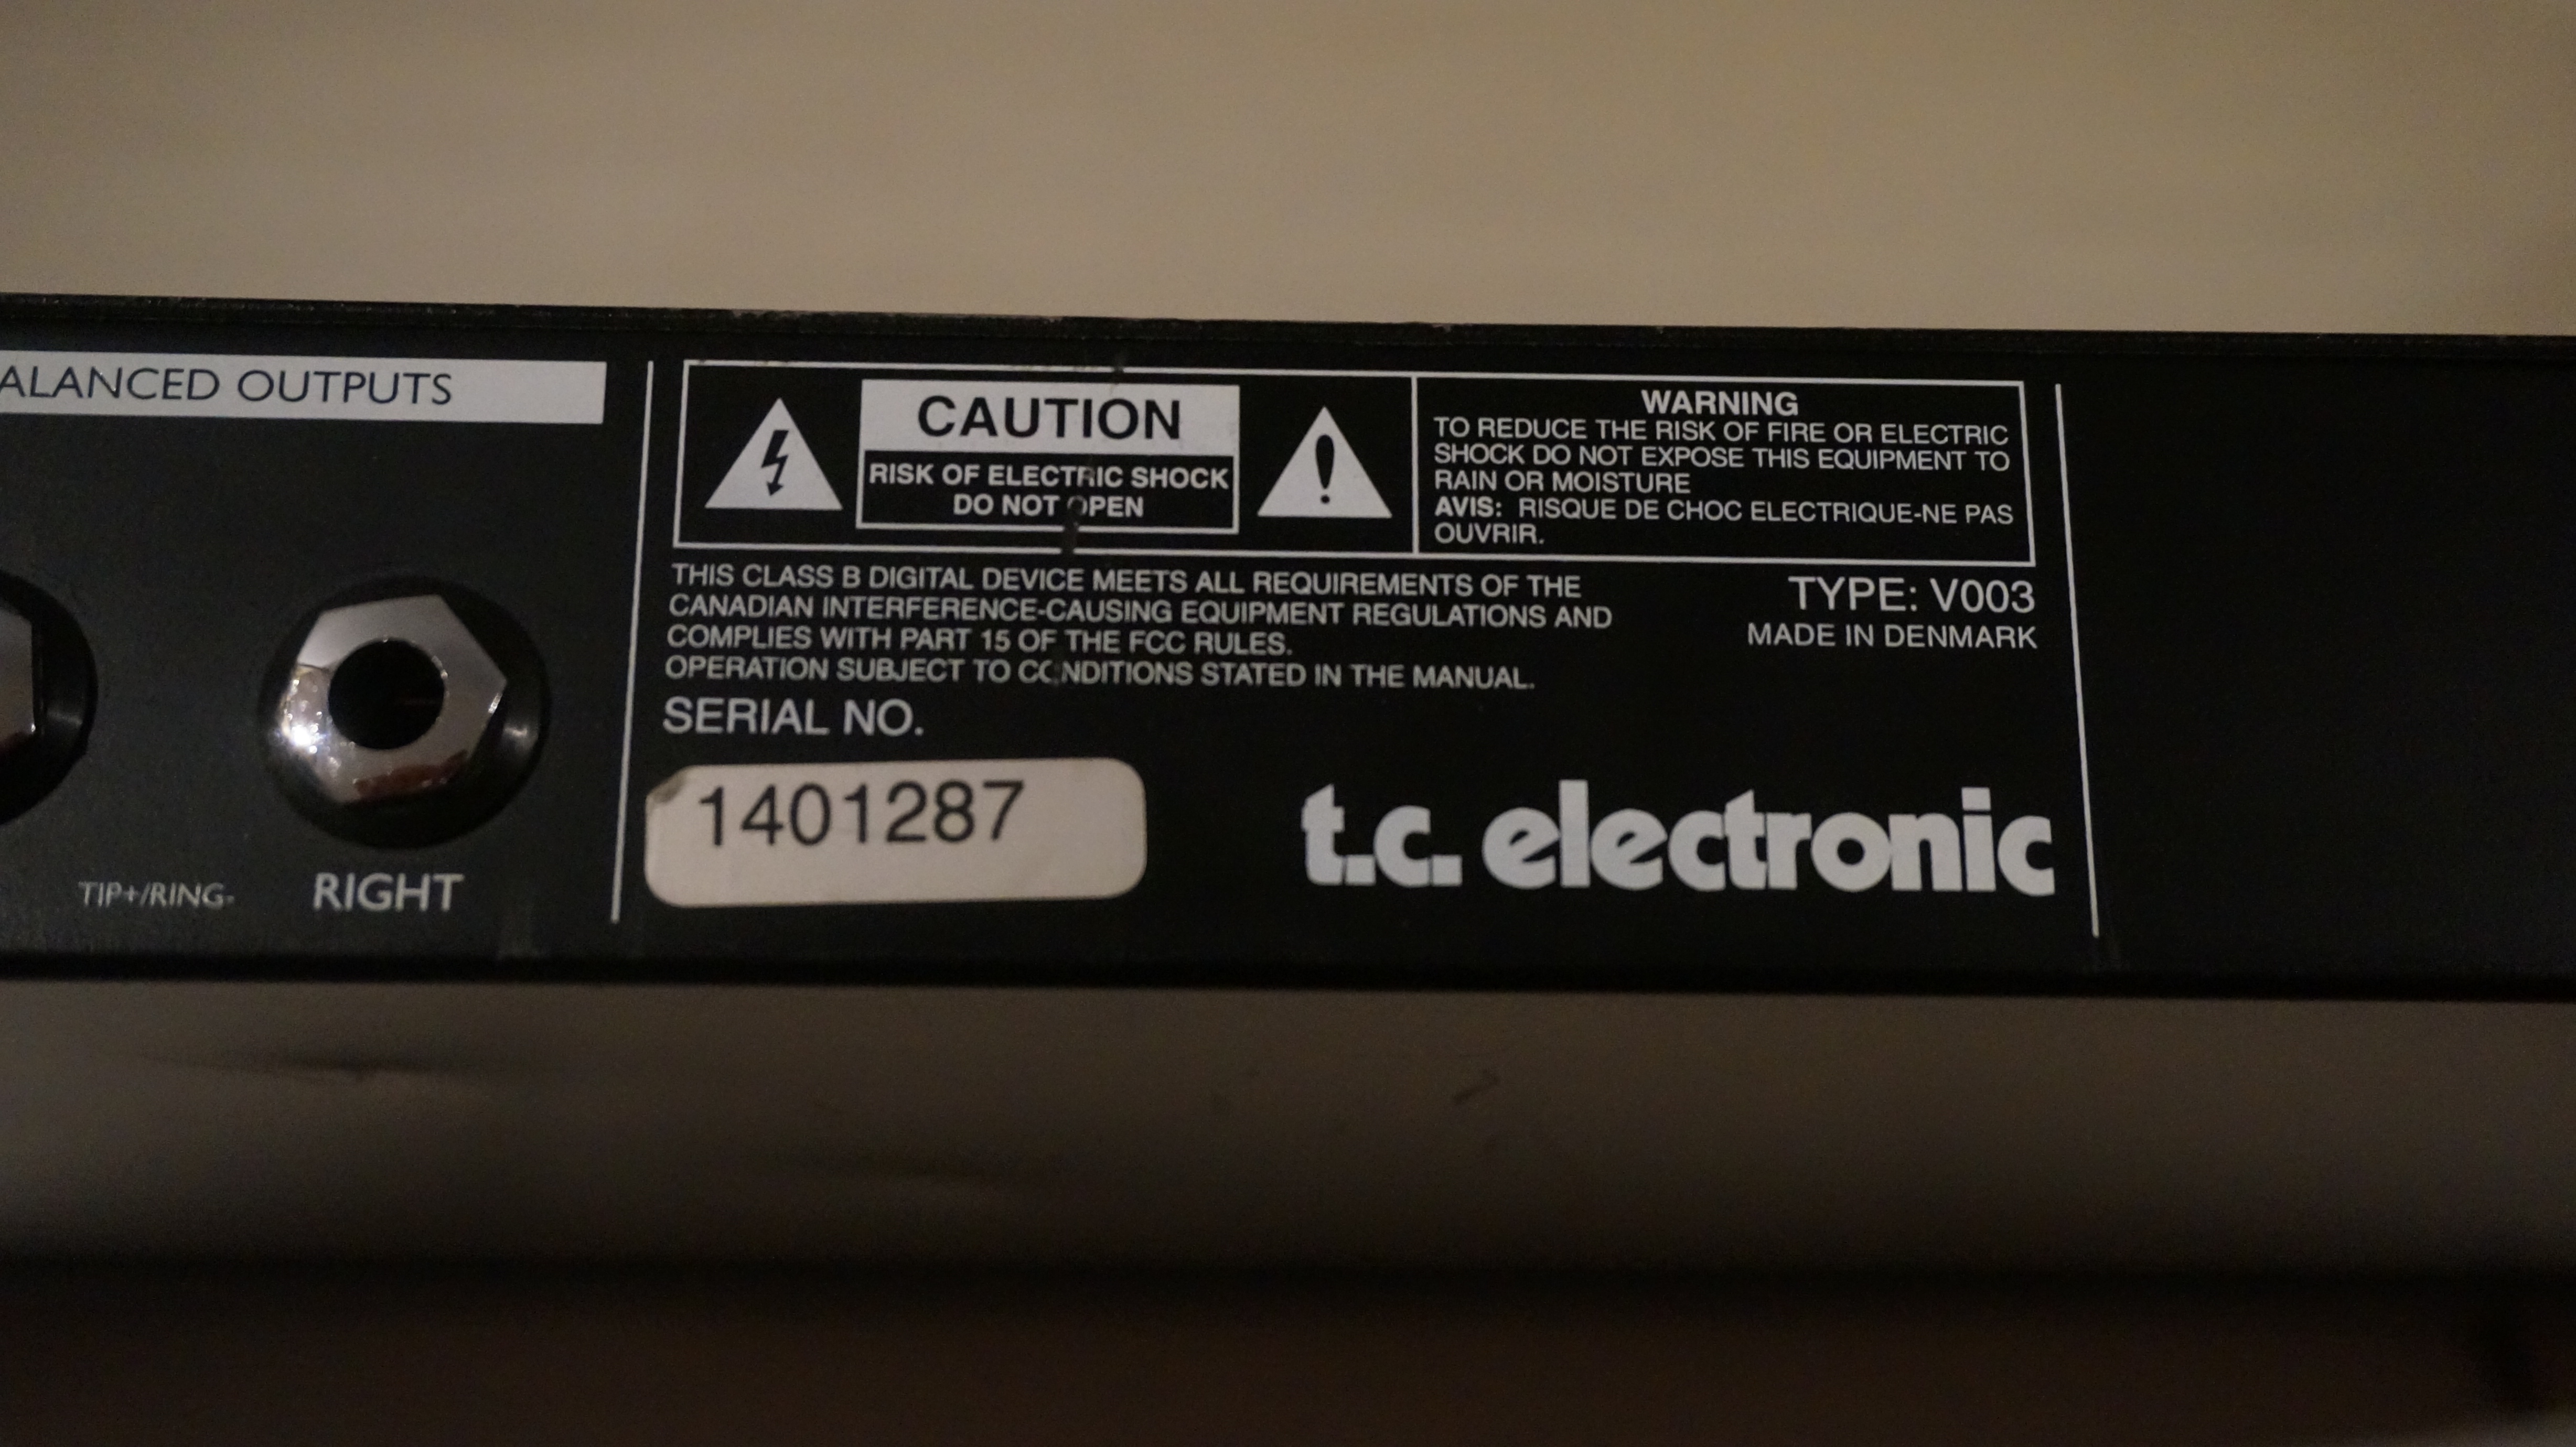 ALANCED OUTPUTS
TIP+/RING-
RIGHT
CAUTION
RISK OF ELECTRIC SHOCK
DO NOT OPEN
WARNING
TO REDUCE THE RISK OF FIRE OR ELECTRIC
SHOCK DO NOT EXPOSE THIS EQUIPMENT TO
RAIN OR MOISTURE
AVIS: RISQUE DE CHOC ELECTRIQUE-NE PAS
OUVRIR.
THIS CLASS B DIGITAL DEVICE MEETS ALL REQUIREMENTS OF THE
CANADIAN INTERFERENCE-CAUSING EQUIPMENT REGULATIONS AND
COMPLIES WITH PART 15 OF THE FCC RULES.
OPERATION SUBJECT TO CONDITIONS STATED IN THE MANUAL.
TYPE: V003
MADE IN DENMARK
SERIAL NO.
1401287
t.c. electronic